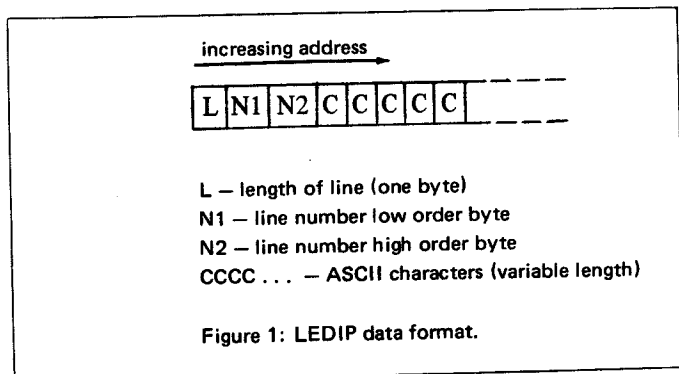 increasing address
L N1 N2 C C C C C
L — length of line (one byte)
N1 — line number low order byte
N2 — line number high order byte
CCCC . . . — ASCII characters (variable length)
Figure 1: LEDIP data format.